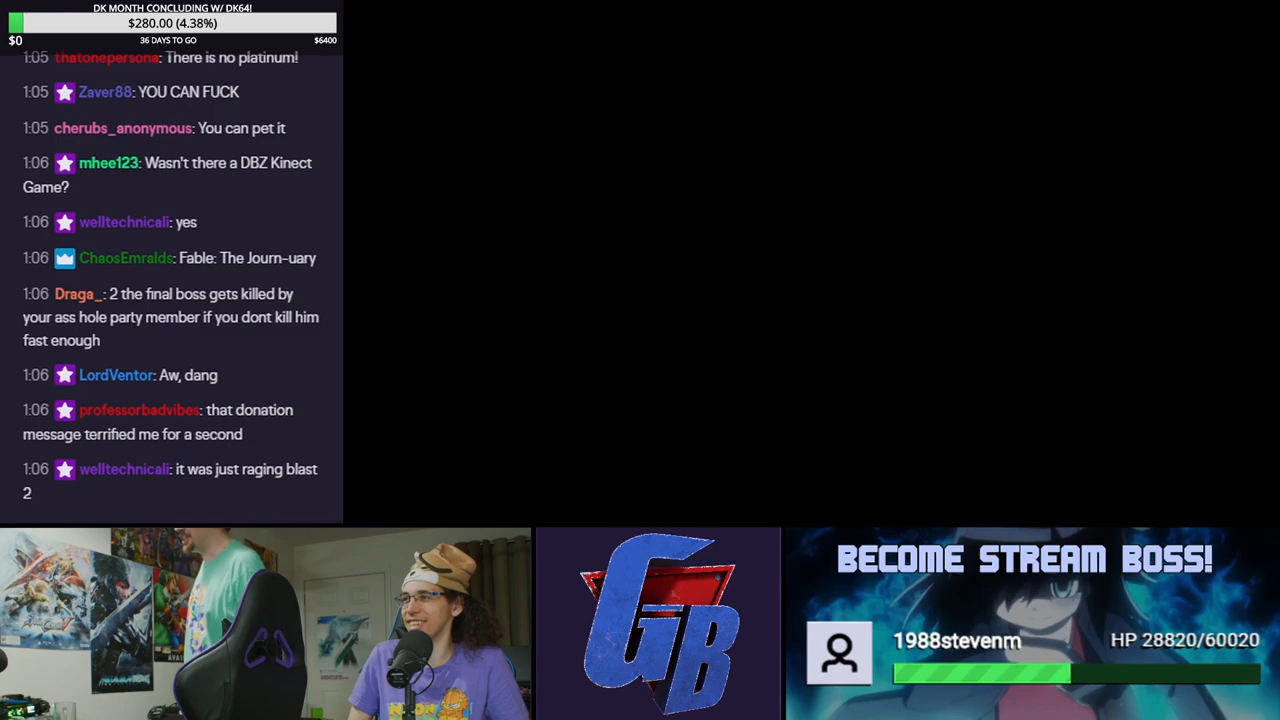 DK MONTH CONCLUDING W/ DK64!
$280.00 (4.38%)
$0 36 DAYS TO GO $6400
1:05 thatonepersona: There is no platinum!
1:05 Zaver88: YOU CAN FUCK
1:05 cherubs_anonymous: You can pet it
1:06 mhee123: Wasn't there a DBZ Kinect
Game?
1:06 welltechnicali: yes
1:06 ChaosEmralds: Fable: The Journ-uary
1:06 Draga_: 2 the final boss gets killed by
your ass hole party member if you dont kill him
fast enough
1:06 LordVentor: Aw, dang
1:06 professorbadvibes: that donation
message terrified me for a second
1:06 welltechnicali: it was just raging blast
2
GB
BECOME STREAM BOSS!
1988stevenm HP 28820/60020